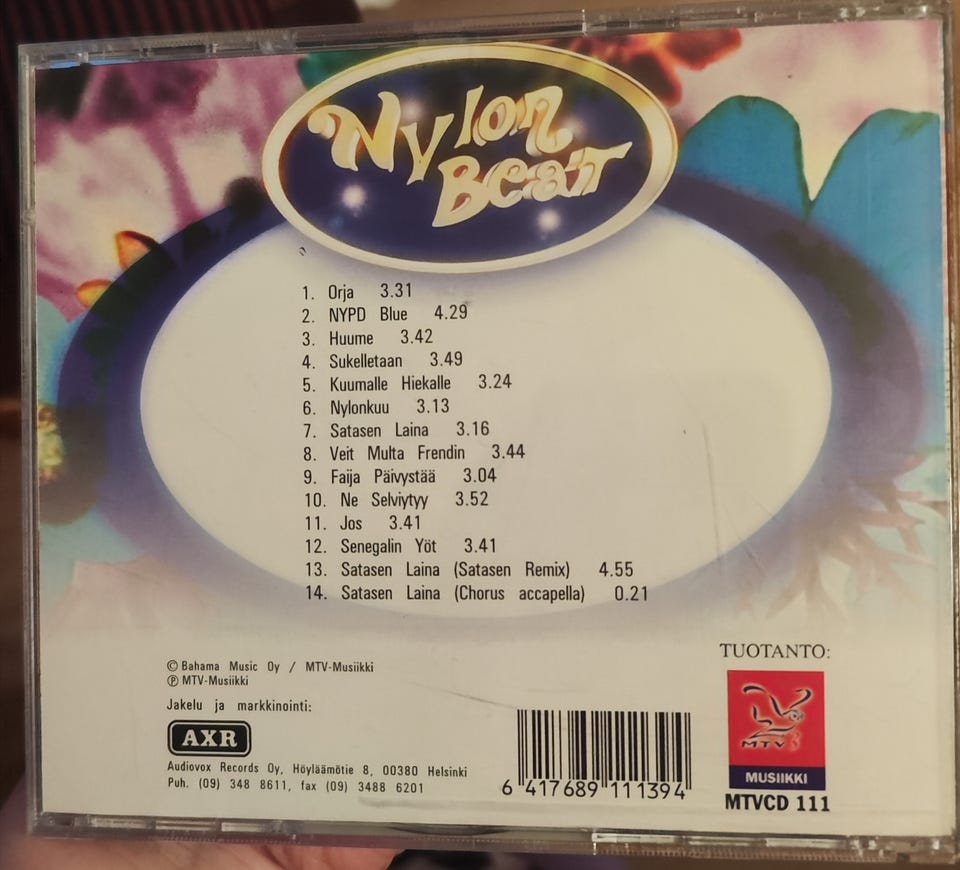 Nylon
Beat
1. Orja 3.31
2. NYPD Blue 4.29
3. Huume 3.42
4. Sukelletaan 3.49
5. Kuumalle Hiekalle 3.24
6. Nylonkuu 3.13
7. Satasen Laina 3.16
8. Veit Multa Frendin 3.44
9. Faija Päivystää 3.04
10. Ne Selviytyy 3.52
11. Jos 3.41
12. Senegalin Yöt 3.41
13. Satasen Laina (Satasen Remix) 4.55
14. Satasen Laina (Chorus accapella) 0.21
© Bahama Music Oy / MTV-Musiikki
℗ MTV-Musiikki
Jakelu ja markkinointi:
AXR
Audiovox Records Oy, Höyläämötie 8, 00380 Helsinki
Puh. (09) 348 8611, fax (09) 3488 6201
6 417689 111394
TUOTANTO:
MTV3
MUSIIKKI
MTVCD 111